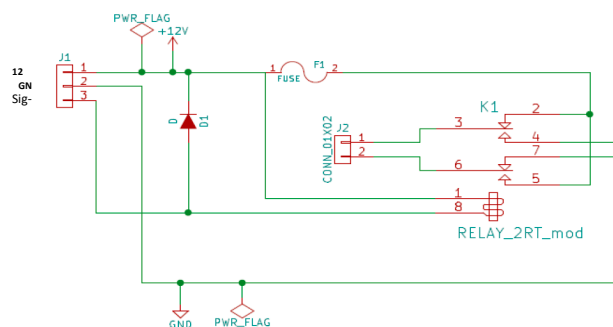 PWR_FLAG
+12V
J1
12
1
GN
2
Sig-
3
D
D1
1
F1
2
FUSE
J2
1
2
CONN_01X02
K1
2
3
4
7
6
5
1
8
RELAY_2RT_mod
GND
PWR_FLAG